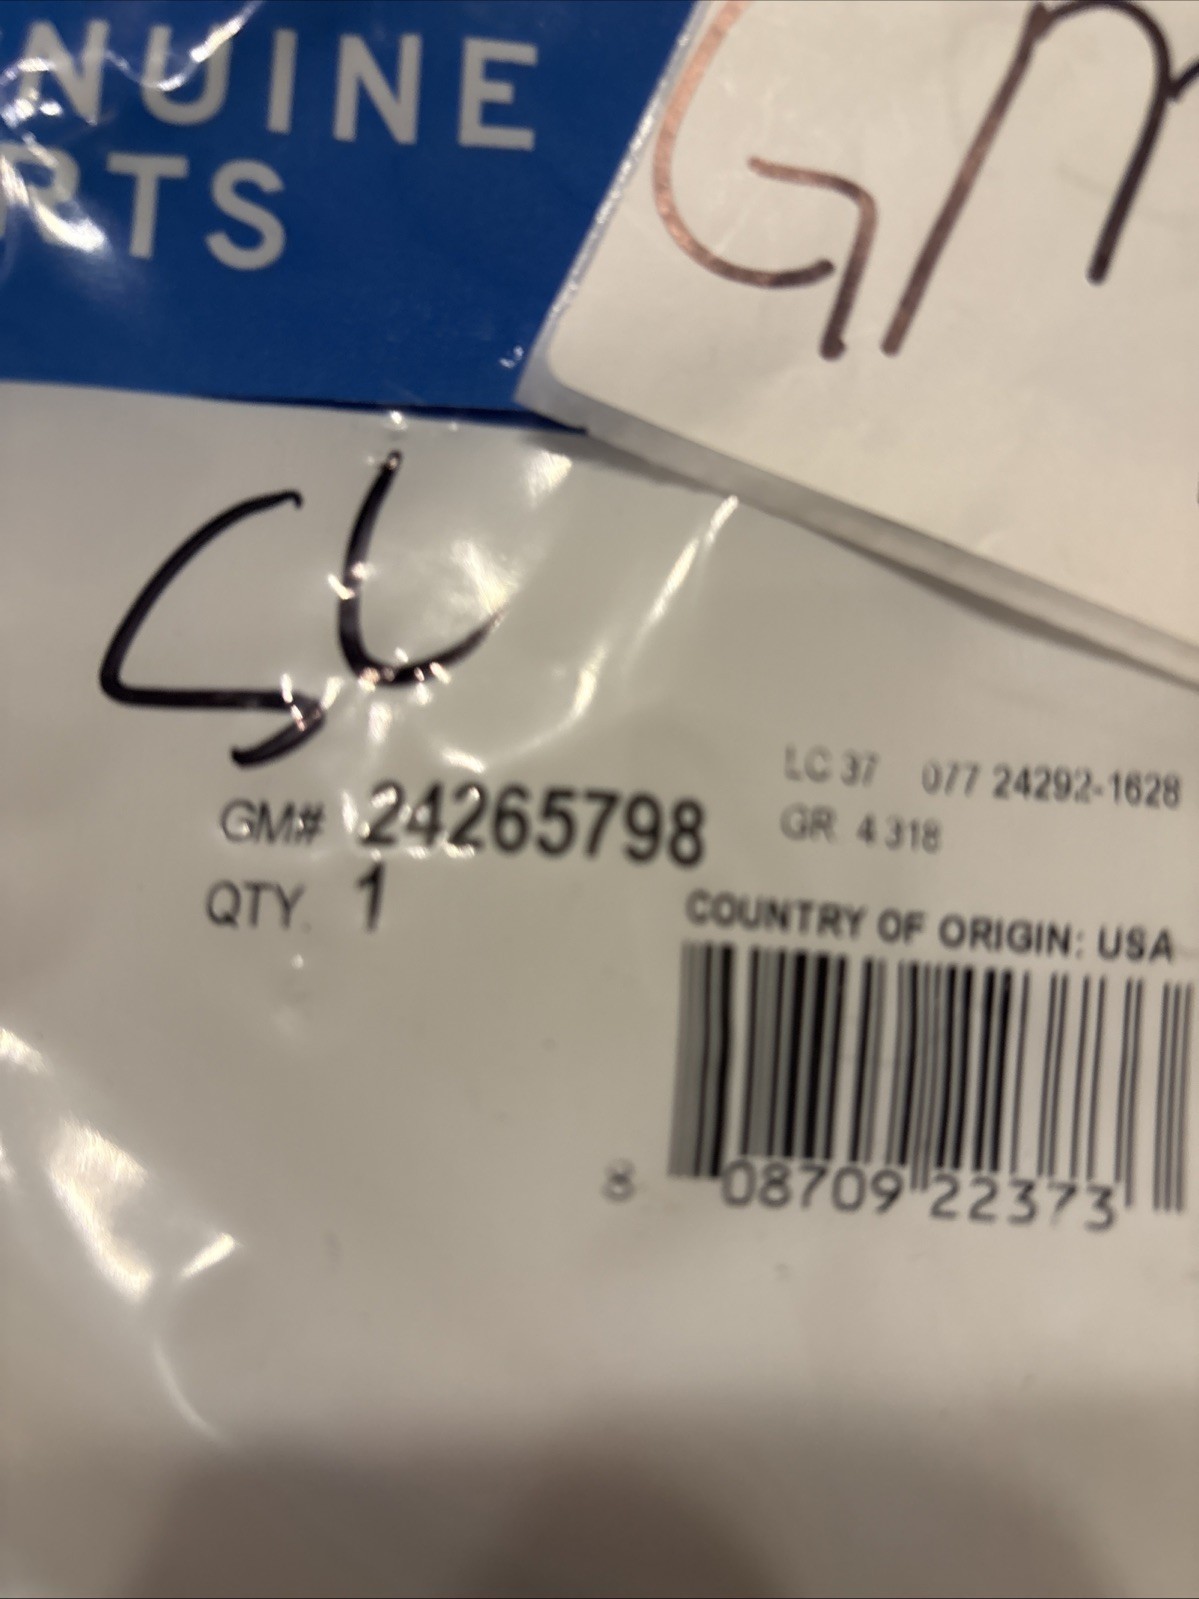 NUINE
RTS
GM
SL
GM# 24265798
QTY. 1
LC 37 077 24292-1628
GR. 4.318
COUNTRY OF ORIGIN: USA
8 08709 22373